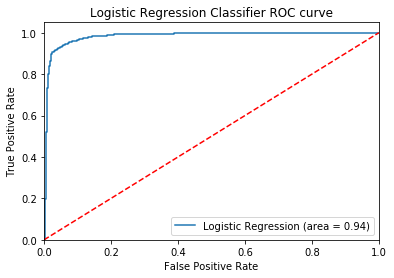 Logistic Regression Classifier ROC curve
True Positive Rate
1.0
0.8
0.6
0.4
0.2
0.0
Logistic Regression (area = 0.94)
0.0 0.2 0.4 0.6 0.8 1.0
False Positive Rate